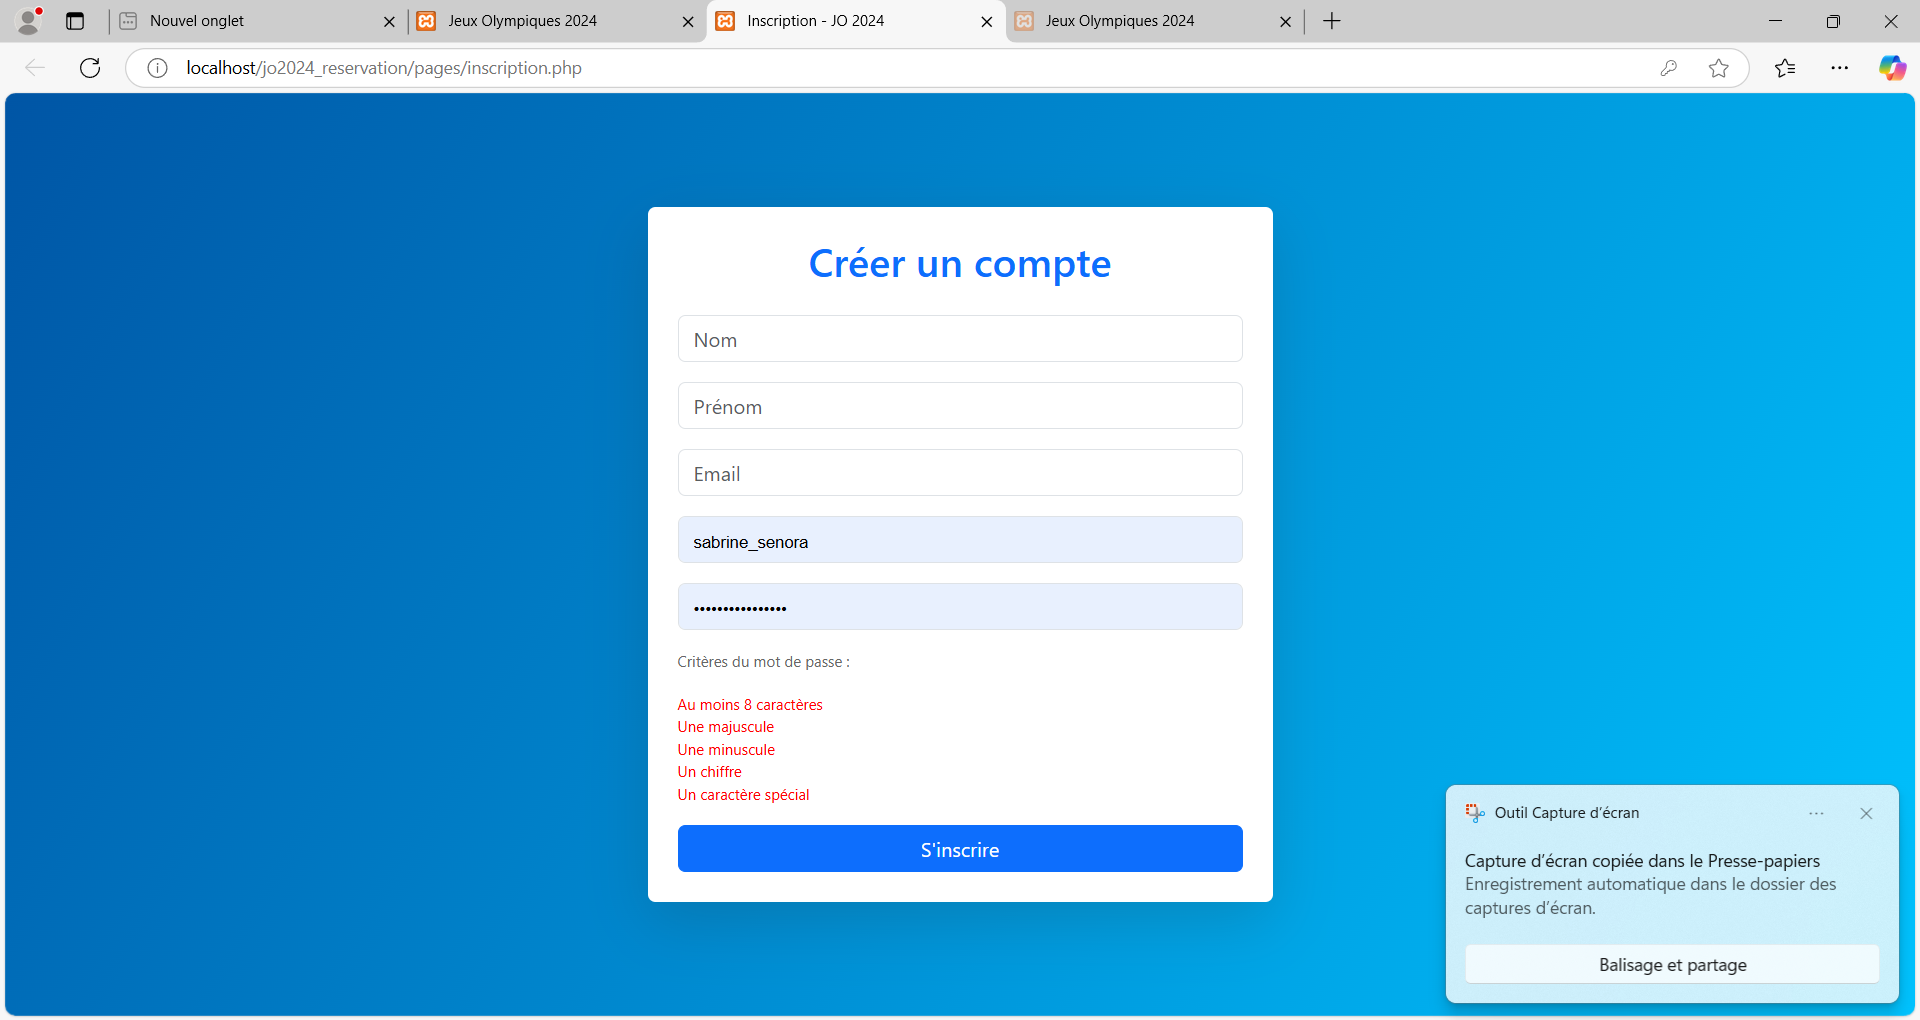 Nouvel onglet
Jeux Olympiques 2024
Inscription - JO 2024
Jeux Olympiques 2024
localhost/jo2024_reservation/pages/inscription.php
Créer un compte
Nom
Prénom
Email
sabrine_senora
••••••••••••••••
Critères du mot de passe :
Au moins 8 caractères
Une majuscule
Une minuscule
Un chiffre
Un caractère spécial
S'inscrire
Outil Capture d'écran
Capture d'écran copiée dans le Presse-papiers
Enregistrement automatique dans le dossier des
captures d'écran.
Balisage et partage